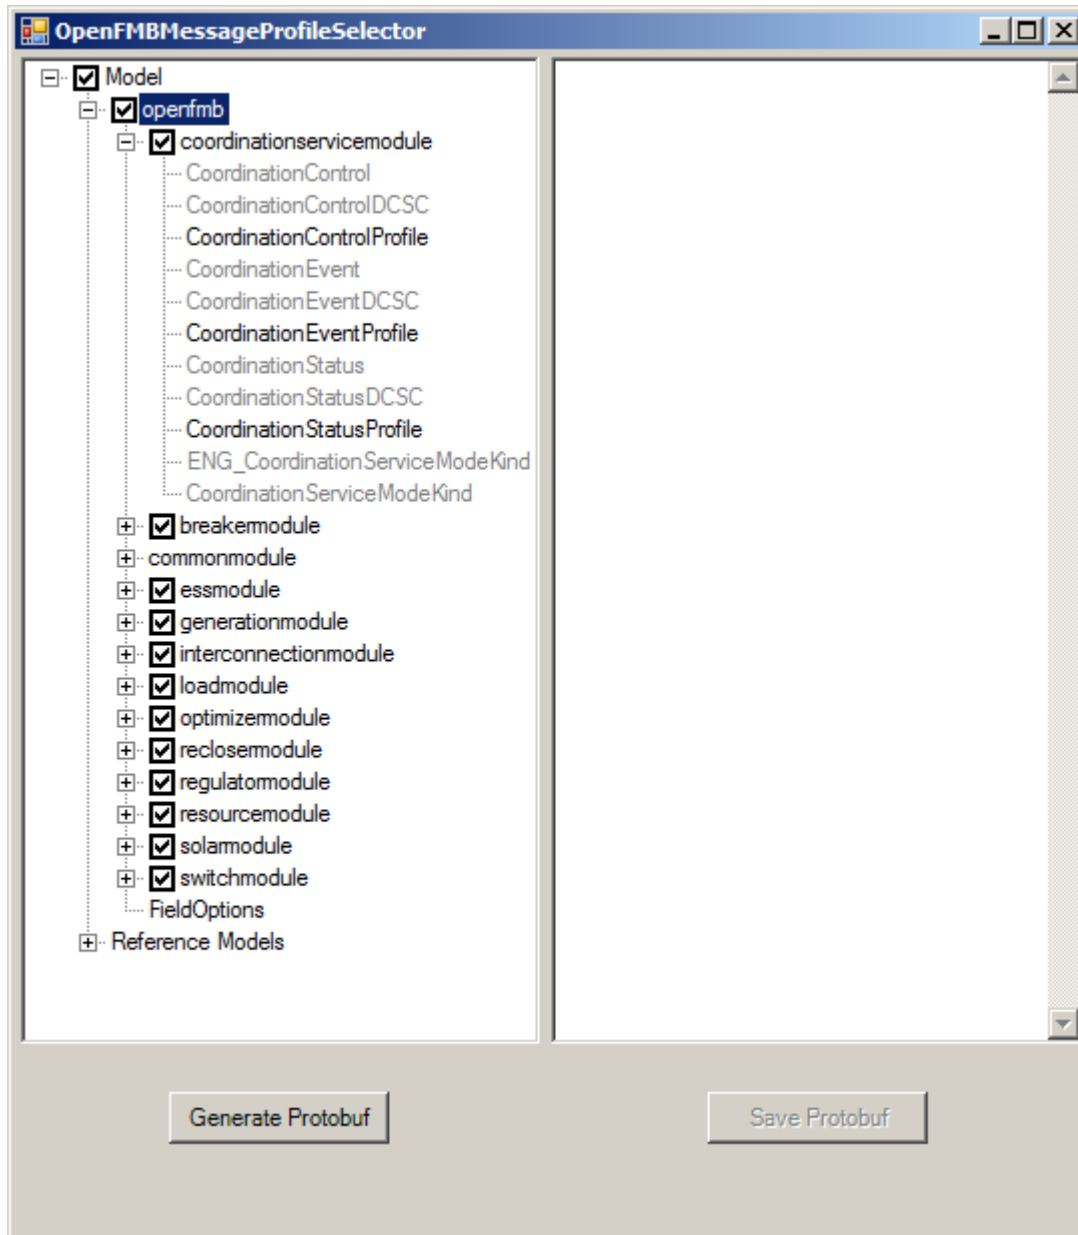 OpenFMBMessageProfileSelector
Model
openfmb
coordinationservicemodule
CoordinationControl
CoordinationControlDCSC
CoordinationControlProfile
CoordinationEvent
CoordinationEventDCSC
CoordinationEventProfile
CoordinationStatus
CoordinationStatusDCSC
CoordinationStatusProfile
ENG_CoordinationServiceModeKind
CoordinationServiceModeKind
breakermodule
commonmodule
essmodule
generationmodule
interconnectionmodule
loadmodule
optimizermodule
reclosermodule
regulatormodule
resourcemodule
solarmodule
switchmodule
FieldOptions
Reference Models
Generate Protobuf
Save Protobuf